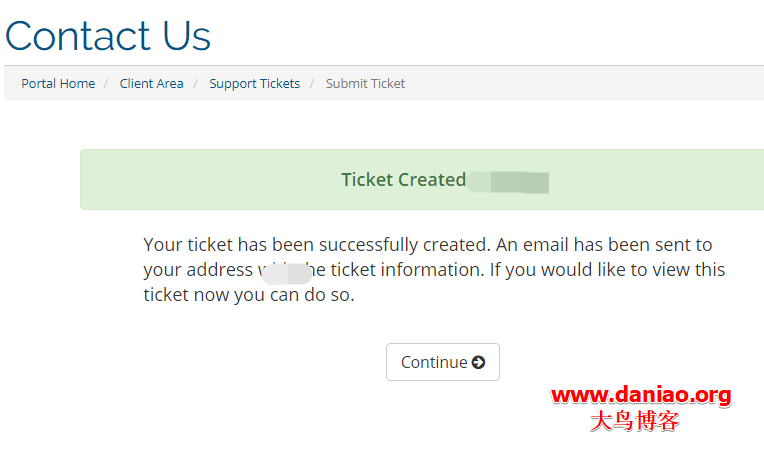 Contact Us
Portal Home / Client Area / Support Tickets / Submit Ticket
Ticket Created
Your ticket has been successfully created. An email has been sent to
your address the ticket information. If you would like to view this
ticket now you can do so.
Continue
www.daniao.org
大鸟博客